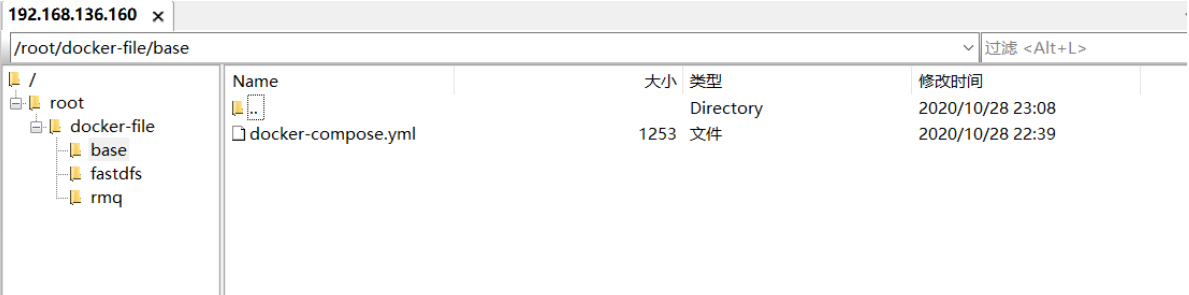 192.168.136.160 x
/root/docker-file/base 过滤 <Alt+L>
/
root
docker-file
base
fastdfs
rmq
Name 大小 类型 修改时间
.. Directory 2020/10/28 23:08
docker-compose.yml 1253 文件 2020/10/28 22:39